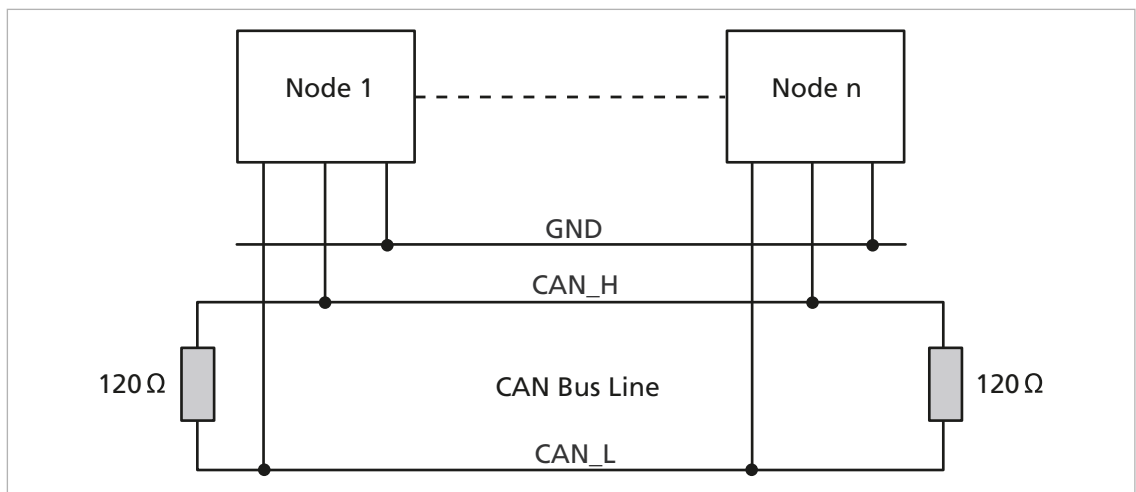 Node 1
Node n
GND
CAN_H
120 Ω
CAN Bus Line
120 Ω
CAN_L